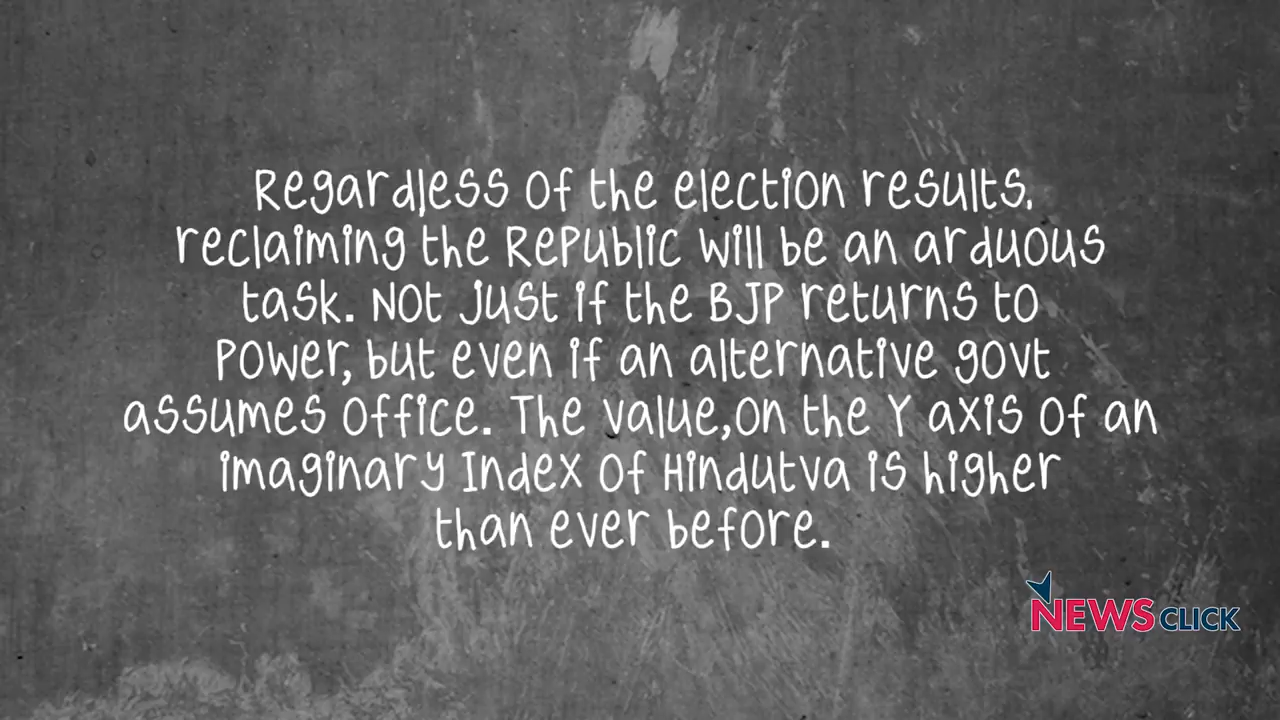 Regardless of the election results,
reclaiming the Republic will be an arduous
task. Not just if the BJP returns to
Power, but even if an alternative govt
assumes office. The value,on the Y axis of an
imaginary Index of Hindutva is higher
than ever before.
NEWSCLICK